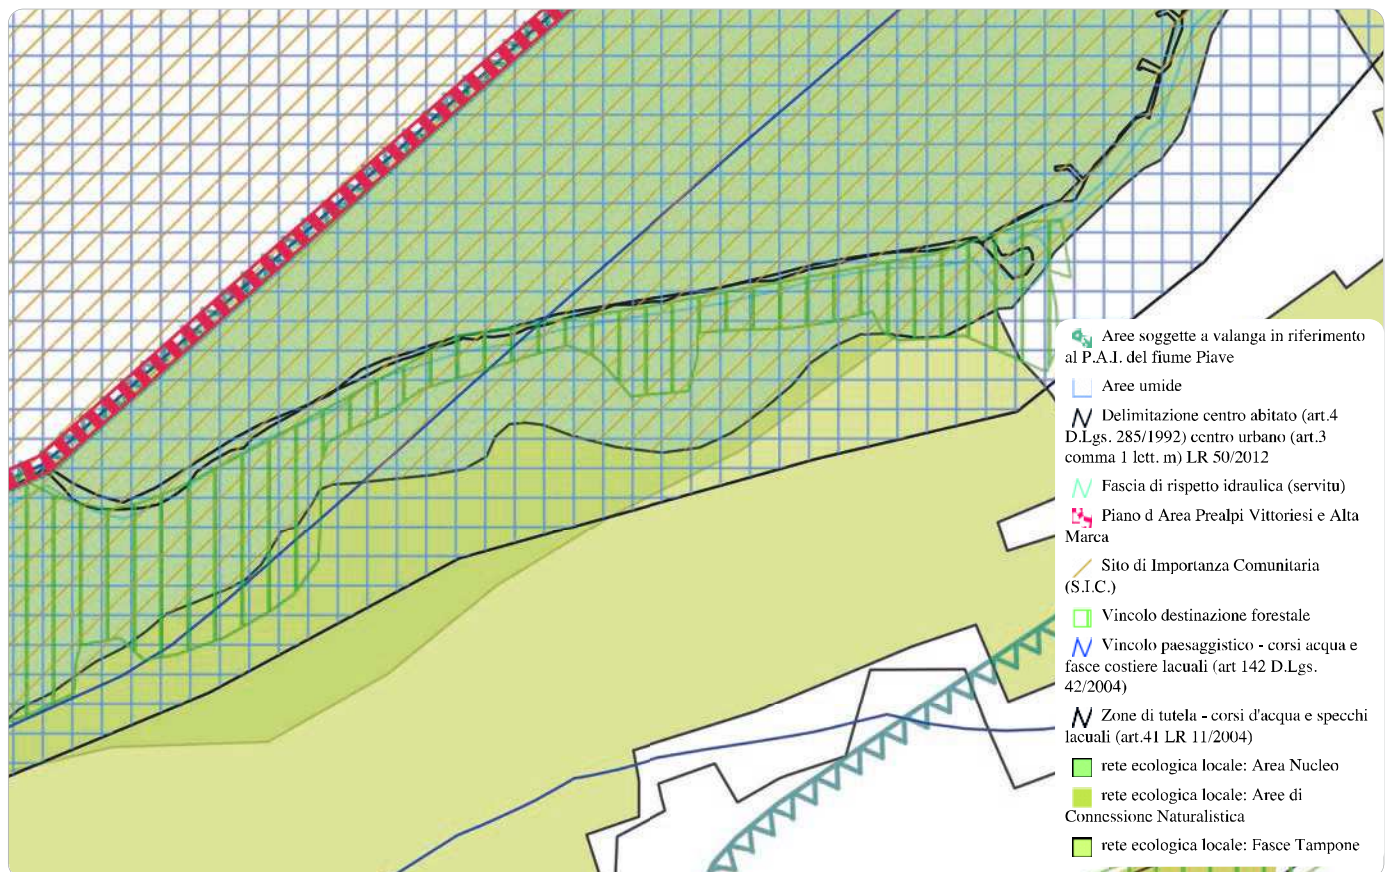 Aree soggette a valanga in riferimento
al P.A.I. del fiume Piave
Aree umide
Delimitazione centro abitato (art.4
D.Lgs. 285/1992) centro urbano (art.3
comma 1 lett. m) LR 50/2012
Fascia di rispetto idraulica (servitu)
Piano d Area Prealpi Vittoriesi e Alta
Marca
Sito di Importanza Comunitaria
(S.I.C.)
Vincolo destinazione forestale
Vincolo paesaggistico - corsi acqua e
fasce costiere lacuali (art 142 D.Lgs.
42/2004)
Zone di tutela - corsi d'acqua e specchi
lacuali (art.41 LR 11/2004)
rete ecologica locale: Area Nucleo
rete ecologica locale: Aree di
Connessione Naturalistica
rete ecologica locale: Fasce Tampone